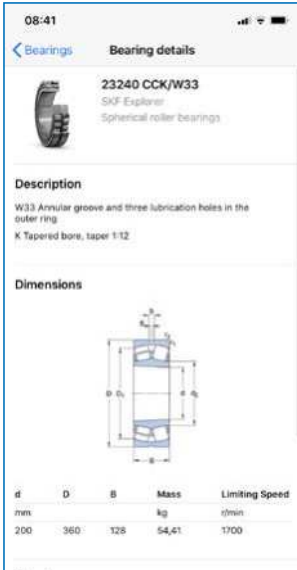 08:41
Bearings
Bearing details
23240 CCK/W33
SKF Explorer
Spherical roller bearings
Description
W33 Annular groove and three lubrication holes in the
outer ring
K Tapered bore, taper 1:12
Dimensions
D
B
d D B Mass Limiting Speed
mm kg r/min
200 360 128 54,41 1700